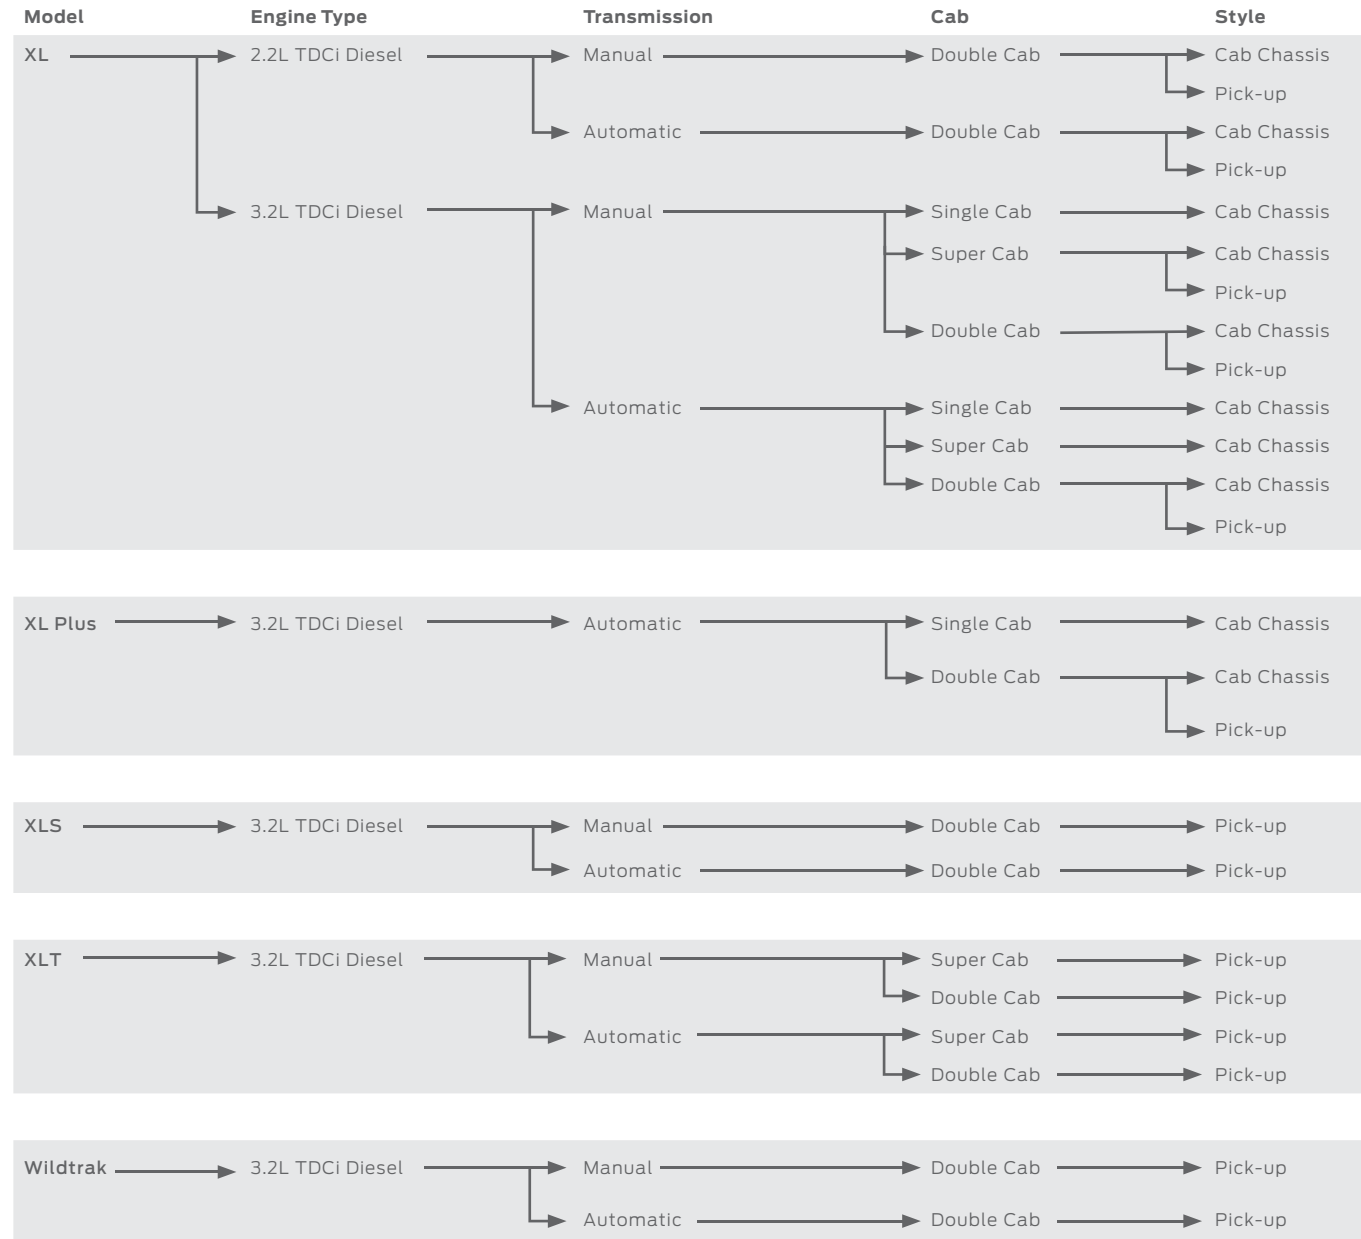 Model Engine Type Transmission Cab Style
XL 2.2L TDCi Diesel Manual Double Cab Cab Chassis
Pick-up
Automatic Double Cab Cab Chassis
Pick-up
3.2L TDCi Diesel Manual Single Cab Cab Chassis
Super Cab Cab Chassis
Pick-up
Double Cab Cab Chassis
Pick-up
Automatic Single Cab Cab Chassis
Super Cab Cab Chassis
Double Cab Cab Chassis
Pick-up
XL Plus 3.2L TDCi Diesel Automatic Single Cab Cab Chassis
Double Cab Cab Chassis
Pick-up
XLS 3.2L TDCi Diesel Manual Double Cab Pick-up
Automatic Double Cab Pick-up
XLT 3.2L TDCi Diesel Manual Super Cab Pick-up
Double Cab Pick-up
Automatic Super Cab Pick-up
Double Cab Pick-up
Wildtrak 3.2L TDCi Diesel Manual Double Cab Pick-up
Automatic Double Cab Pick-up